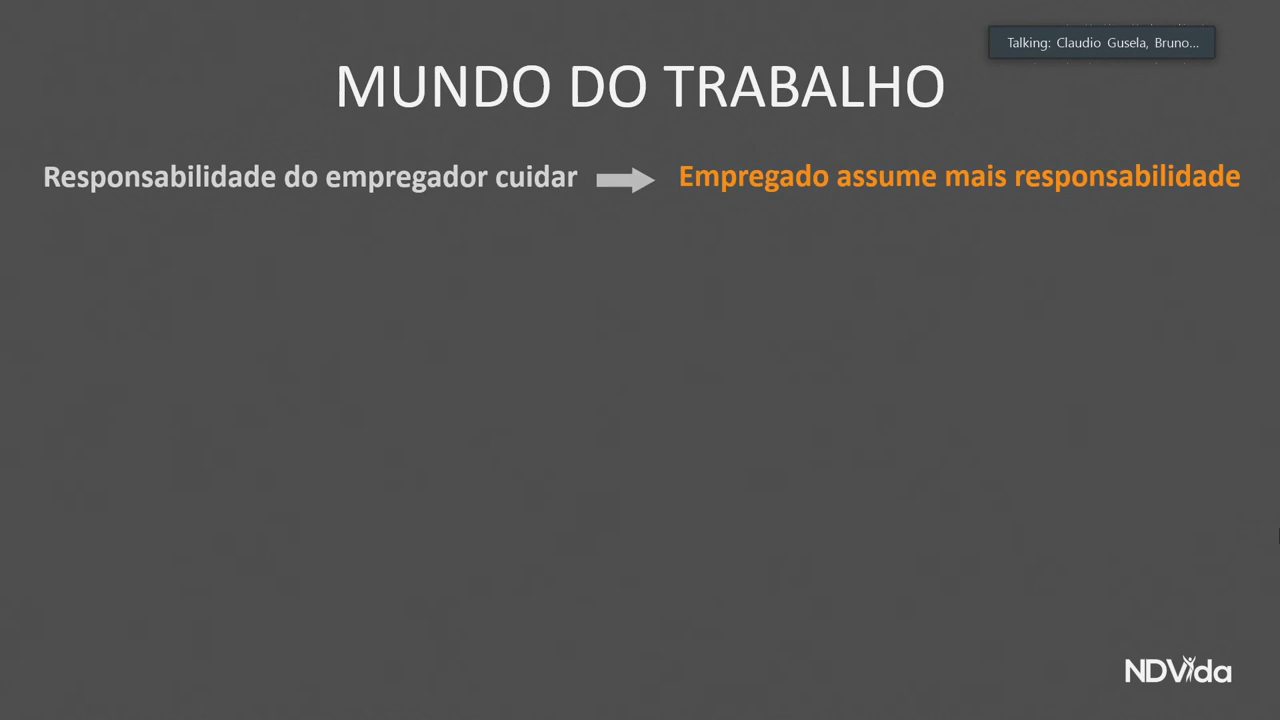 Talking: Claudio Gusela, Bruno...
MUNDO DO TRABALHO
Responsabilidade do empregador cuidar
Empregado assume mais responsabilidade
NDVida